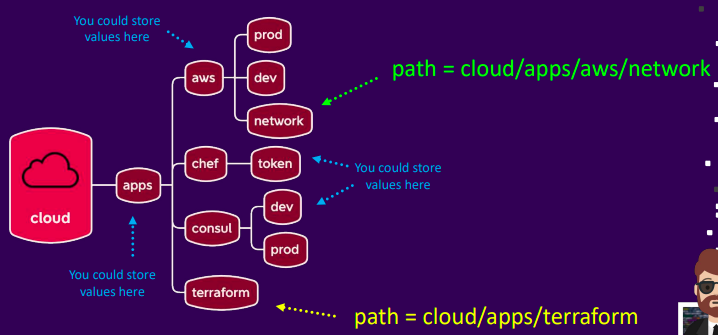 You could store
values here
prod
aws
dev
path = cloud/apps/aws/network
network
chef
token
You could store
values here
apps
cloud
dev
consul
prod
You could store
values here
terraform
path = cloud/apps/terraform